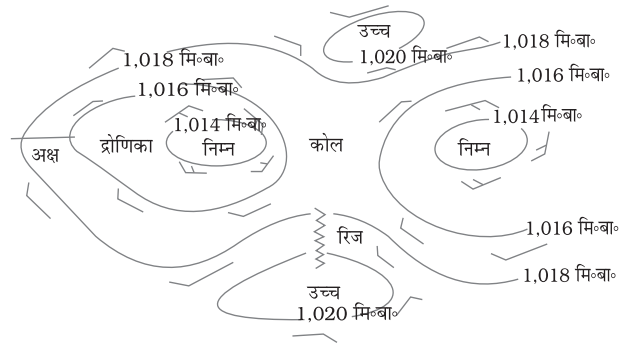 उच्च
1,020 मि॰बा॰
1,018 मि॰बा॰
1,018 मि॰बा॰
1,016 मि॰बा॰
1,016 मि॰बा॰
1,014 मि॰बा॰
1,014 मि॰बा॰
अक्ष
द्रोणिका
निम्न
कोल
निम्न
1,016 मि॰बा॰
रिज
1,018 मि॰बा॰
उच्च
1,020 मि॰बा॰